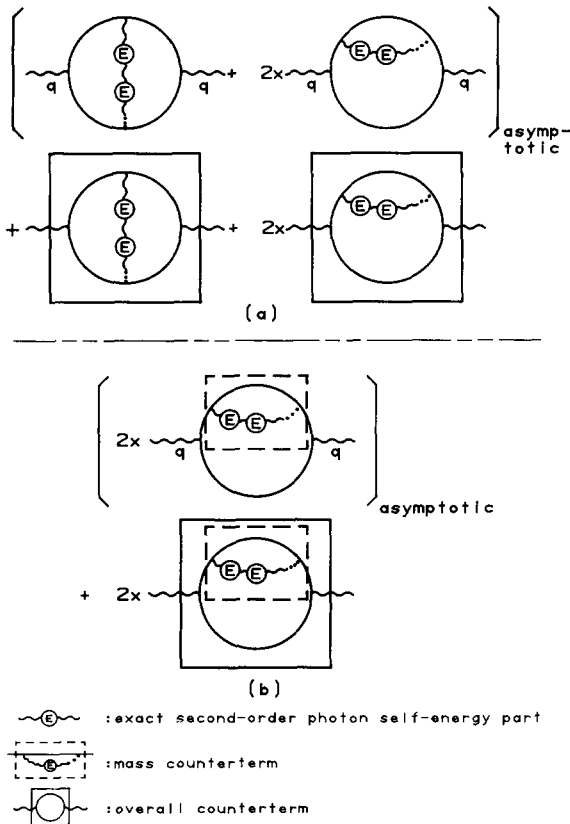 E E
q q + 2x q E E q
E E
asymp-
totic
+ E E + 2x E E
(a)
2x q E E q
asymptotic
+ 2x E E
(b)
E :exact second-order photon self-energy part
E :mass counterterm
:overall counterterm